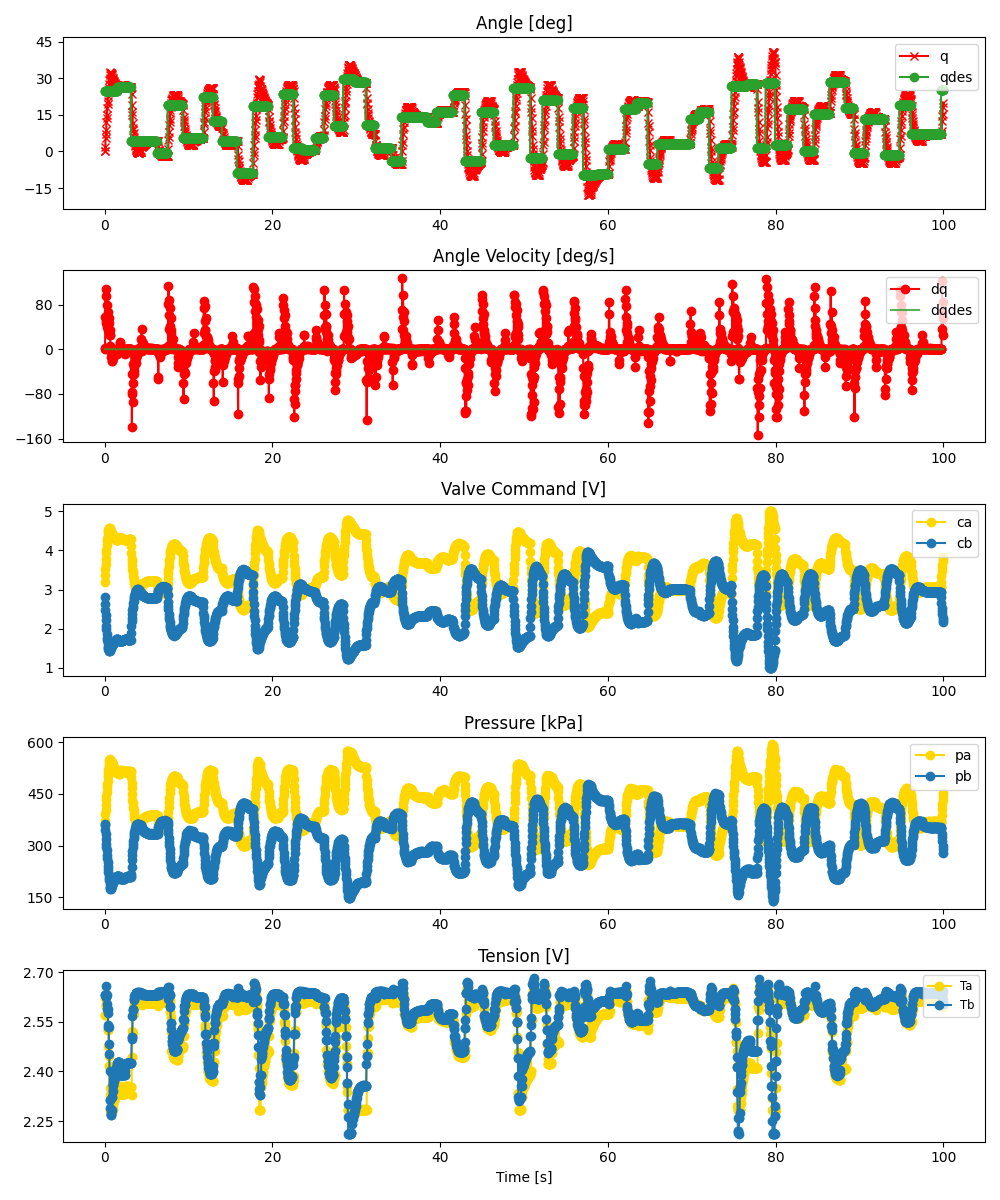 Angle [deg]
45
30
15
0
−15
q
qdes
0 20 40 60 80 100
Angle Velocity [deg/s]
80
0
−80
−160
dq
dqdes
0 20 40 60 80 100
Valve Command [V]
5
4
3
2
1
ca
cb
0 20 40 60 80 100
Pressure [kPa]
600
450
300
150
pa
pb
0 20 40 60 80 100
Tension [V]
2.70
2.55
2.40
2.25
Ta
Tb
0 20 40 60 80 100
Time [s]